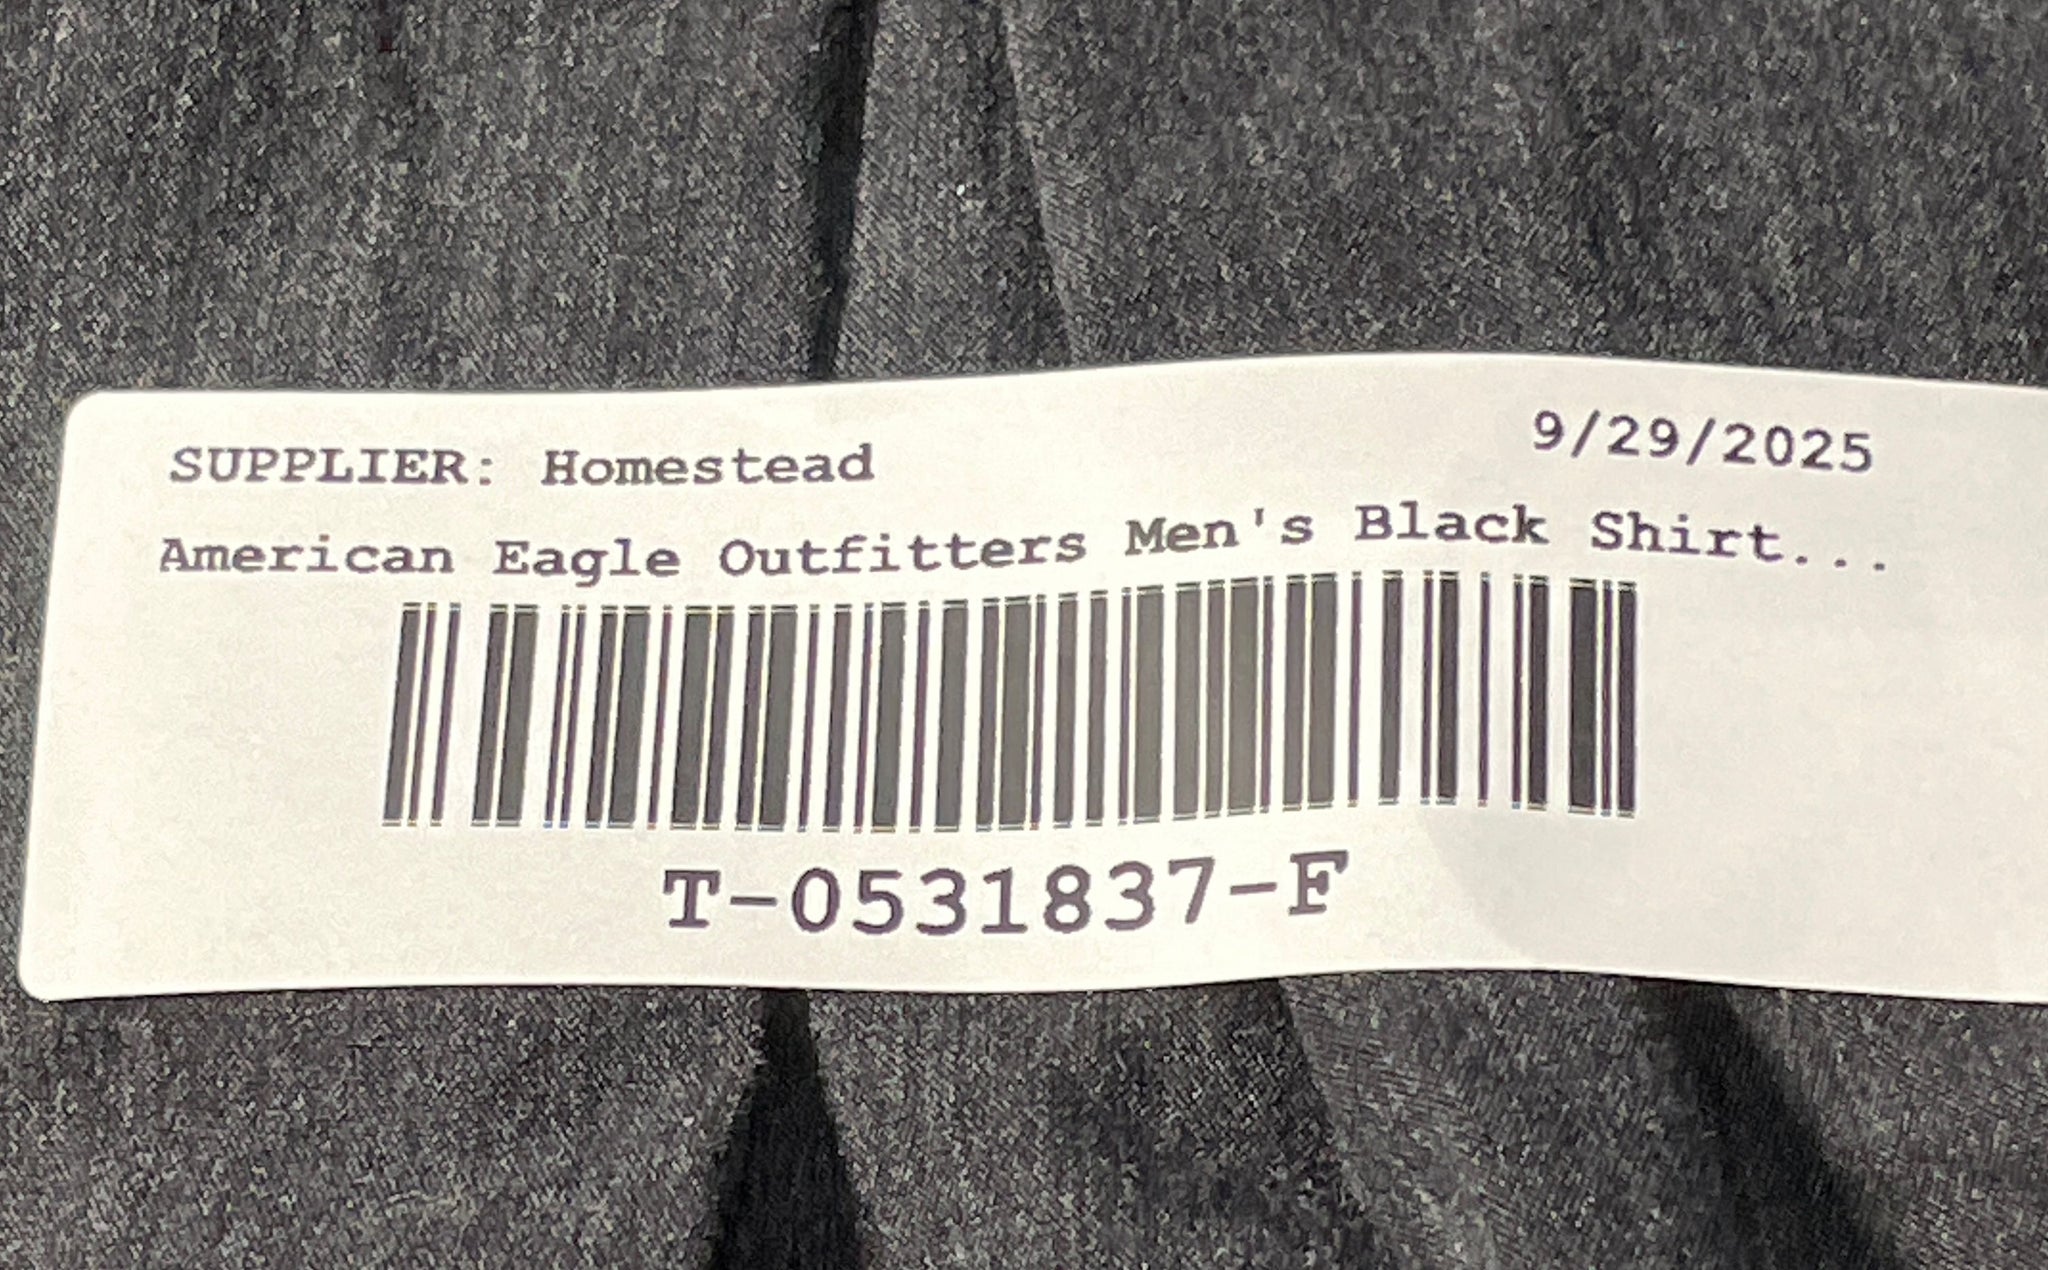 SUPPLIER: Homestead 9/29/2025
American Eagle Outfitters Men's Black Shirt...
T-0531837-F